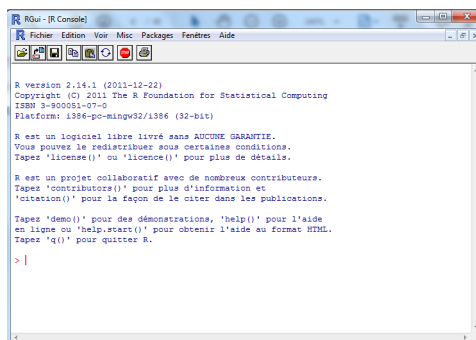 RGui - [R Console]
Fichier Edition Voir Misc Packages Fenêtres Aide
R version 2.14.1 (2011-12-22)
Copyright (C) 2011 The R Foundation for Statistical Computing
ISBN 3-900051-07-0
Platform: i386-pc-mingw32/i386 (32-bit)
R est un logiciel libre livré sans AUCUNE GARANTIE.
Vous pouvez le redistribuer sous certaines conditions.
Tapez 'license()' ou 'licence()' pour plus de détails.
R est un projet collaboratif avec de nombreux contributeurs.
Tapez 'contributors()' pour plus d'information et
'citation()' pour la façon de le citer dans les publications.
Tapez 'demo()' pour des démonstrations, 'help()' pour l'aide
en ligne ou 'help.start()' pour obtenir l'aide au format HTML.
Tapez 'q()' pour quitter R.
>